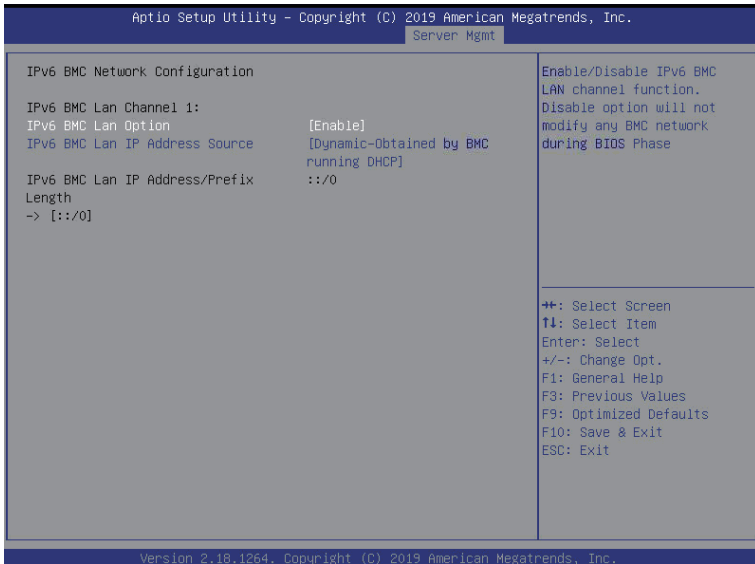 Aptio Setup Utility – Copyright (C) 2019 American Megatrends, Inc.
Server Mgmt
IPv6 BMC Network Configuration
IPv6 BMC Lan Channel 1:
IPv6 BMC Lan Option [Enable]
IPv6 BMC Lan IP Address Source [Dynamic-Obtained by BMC
running DHCP]
IPv6 BMC Lan IP Address/Prefix ::/0
Length
-> [::/0]
Enable/Disable IPv6 BMC
LAN channel function.
Disable option will not
modify any BMC network
during BIOS Phase
→←: Select Screen
↑↓: Select Item
Enter: Select
+/-: Change Opt.
F1: General Help
F3: Previous Values
F9: Optimized Defaults
F10: Save & Exit
ESC: Exit
Version 2.18.1264. Copyright (C) 2019 American Megatrends, Inc.